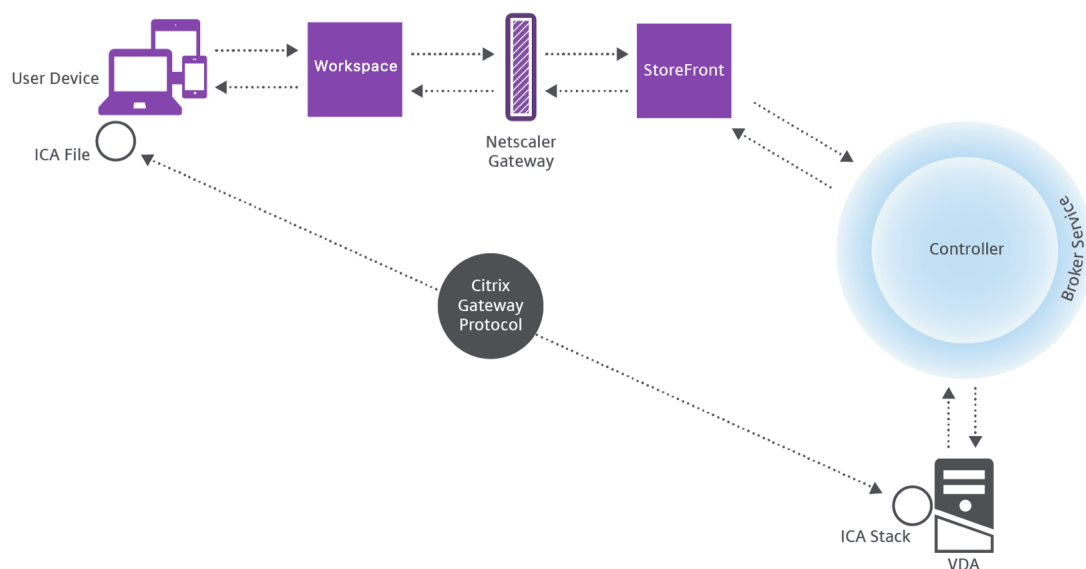 User Device
Workspace
StoreFront
Netscaler
Gateway
ICA File
Controller
Broker Service
Citrix
Gateway
Protocol
ICA Stack
VDA